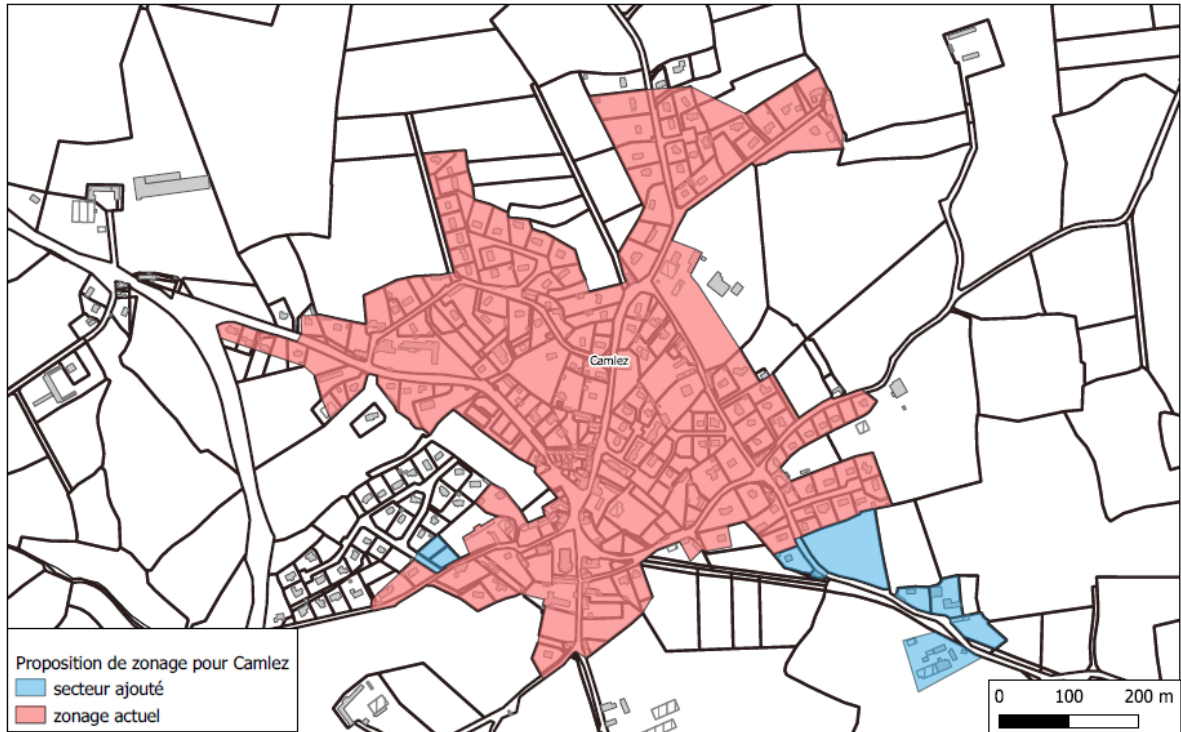 Camlez
Proposition de zonage pour Camlez
secteur ajouté
zonage actuel
0 100 200 m